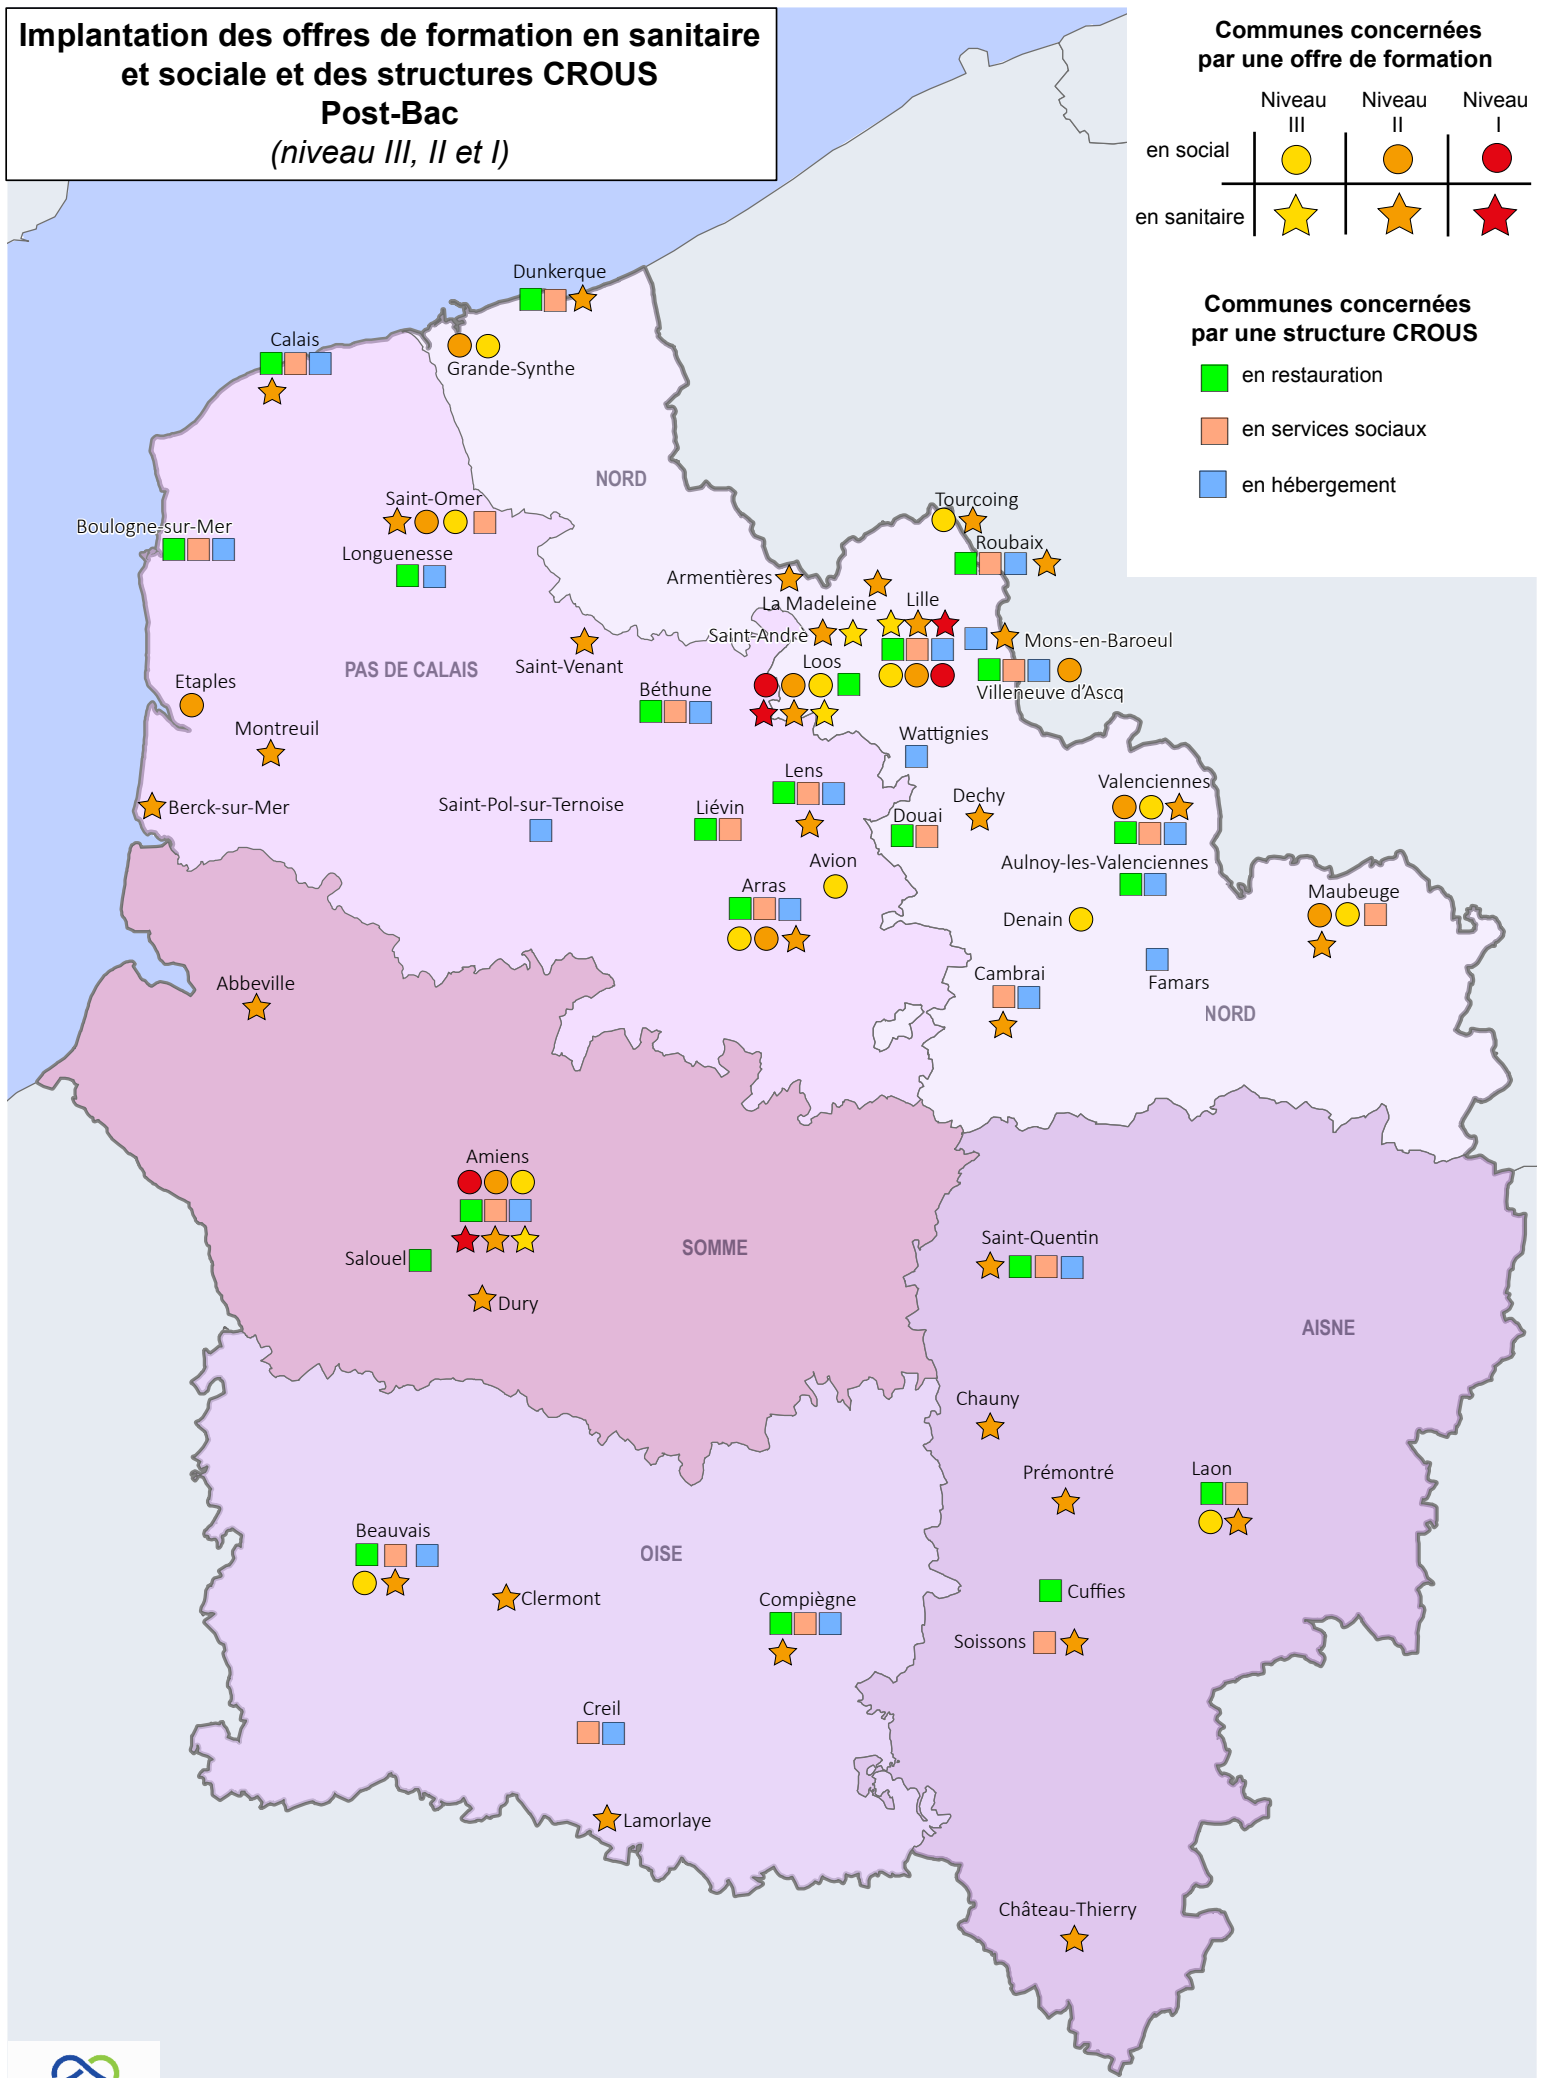 Implantation des offres de formation en sanitaire
et sociale et des structures CROUS
Post-Bac
(niveau III, II et I)
Communes concernées
par une offre de formation
Niveau III
Niveau II
Niveau I
en social
en sanitaire
Communes concernées
par une structure CROUS
en restauration
en services sociaux
en hébergement
Dunkerque
Calais
Grande-Synthe
NORD
Saint-Omer
Tourcoing
Boulogne-sur-Mer
Roubaix
Longuenesse
Armentières
La Madeleine
Lille
Saint-André
Mons-en-Baroeul
Saint-Venant
Loos
PAS DE CALAIS
Etaples
Béthune
Villeneuve d'Ascq
Montreuil
Wattignies
Lens
Valenciennes
Berck-sur-Mer
Saint-Pol-sur-Ternoise
Liévin
Dechy
Douai
Avion
Aulnoy-les-Valenciennes
Arras
Maubeuge
Denain
Cambrai
Abbeville
Famars
NORD
Amiens
Saint-Quentin
SOMME
Salouel
Dury
AISNE
Chauny
Prémontré
Laon
Beauvais
OISE
Clermont
Compiègne
Cuffies
Soissons
Creil
Lamorlaye
Château-Thierry